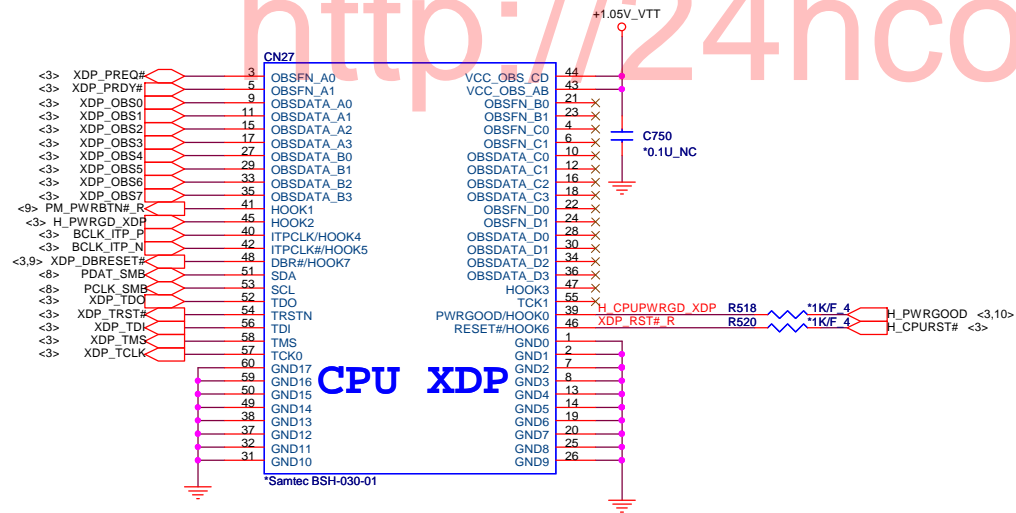 http://24hco
+1.05V_VTT
CN27
<3> XDP_PREQ# 3 OBSFN_A0 VCC_OBS_CD 44
<3> XDP_PRDY# 5 OBSFN_A1 VCC_OBS_AB 43
<3> XDP_OBS0 9 OBSDATA_A0 OBSFN_B0 21
<3> XDP_OBS1 11 OBSDATA_A1 OBSFN_B1 23
<3> XDP_OBS2 15 OBSDATA_A2 OBSFN_C0 4
<3> XDP_OBS3 17 OBSDATA_A3 OBSFN_C1 6
<3> XDP_OBS4 27 OBSDATA_B0 OBSDATA_C0 10
<3> XDP_OBS5 29 OBSDATA_B1 OBSDATA_C1 12
<3> XDP_OBS6 33 OBSDATA_B2 OBSDATA_C2 16
<3> XDP_OBS7 35 OBSDATA_B3 OBSDATA_C3 18
<9> PM_PWRBTN#_R 41 HOOK1 OBSFN_D0 22
<3> H_PWRGD_XDP 45 HOOK2 OBSFN_D1 24
<3> BCLK_ITP_P 40 ITPCLK/HOOK4 OBSDATA_D0 28
<3> BCLK_ITP_N 42 ITPCLK#/HOOK5 OBSDATA_D1 30
<3,9> XDP_DBRESET# 48 DBR#/HOOK7 OBSDATA_D2 34
<8> PDAT_SMB 51 SDA OBSDATA_D3 36
<8> PCLK_SMB 53 SCL HOOK3 47
<3> XDP_TDO 52 TDO TCK1 55
<3> XDP_TRST# 54 TRSTN PWRGOOD/HOOK0 39 H_CPUPWRGD_XDP R518 *1K/F_4 H_PWRGOOD <3,10>
<3> XDP_TDI 56 TDI RESET#/HOOK6 46 XDP_RST#_R R520 *1K/F_4 H_CPURST# <3>
<3> XDP_TMS 58 TMS GND0 1
<3> XDP_TCLK 57 TCK0 GND1 2
60 GND17 GND2 7
59 GND16 GND3 8
50 GND15 GND4 13
49 GND14 GND5 14
38 GND13 GND6 19
37 GND12 GND7 20
32 GND11 GND8 25
31 GND10 GND9 26
C750
*0.1U_NC
CPU XDP
*Samtec BSH-030-01